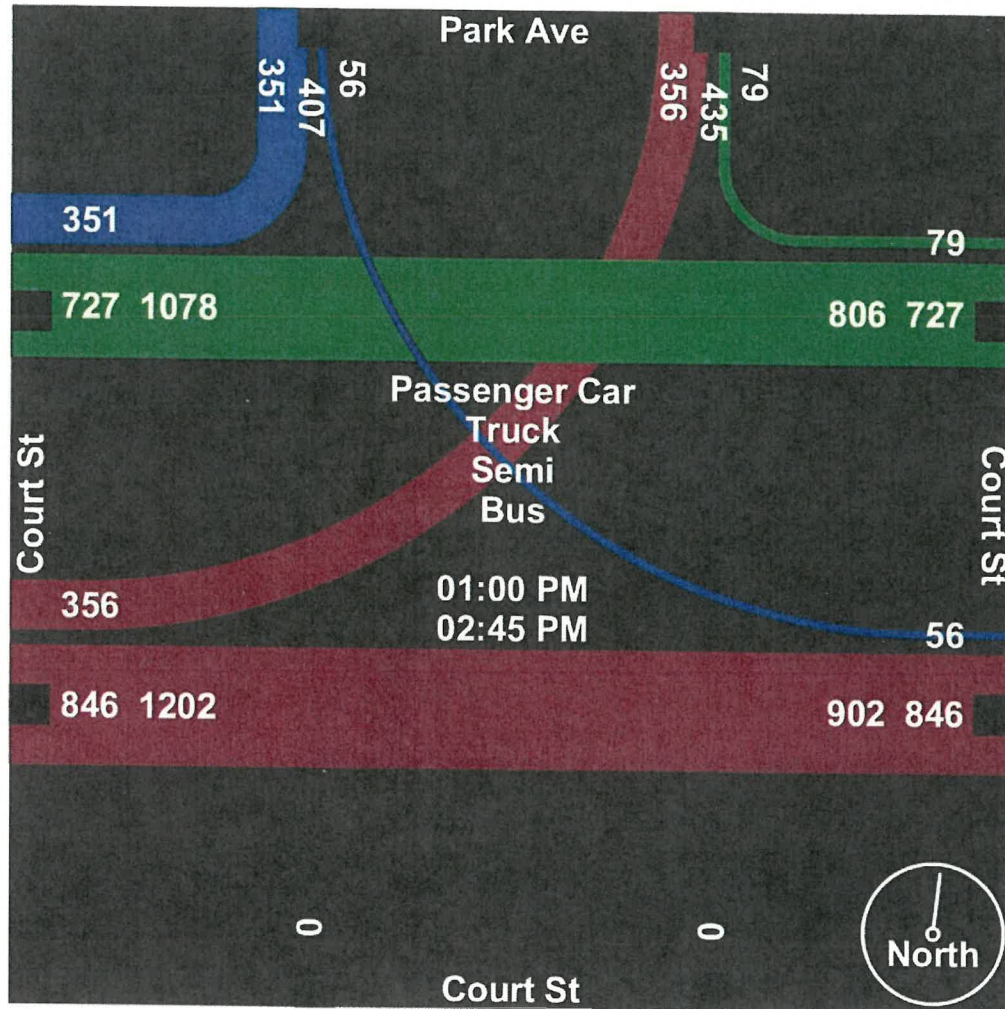 Park Ave
351
407
56
356
435
79
351
79
727 1078
806 727
Passenger Car
Truck
Semi
Bus
Court St
Court St
01:00 PM
02:45 PM
356
56
846 1202
902 846
0
0
North
Court St